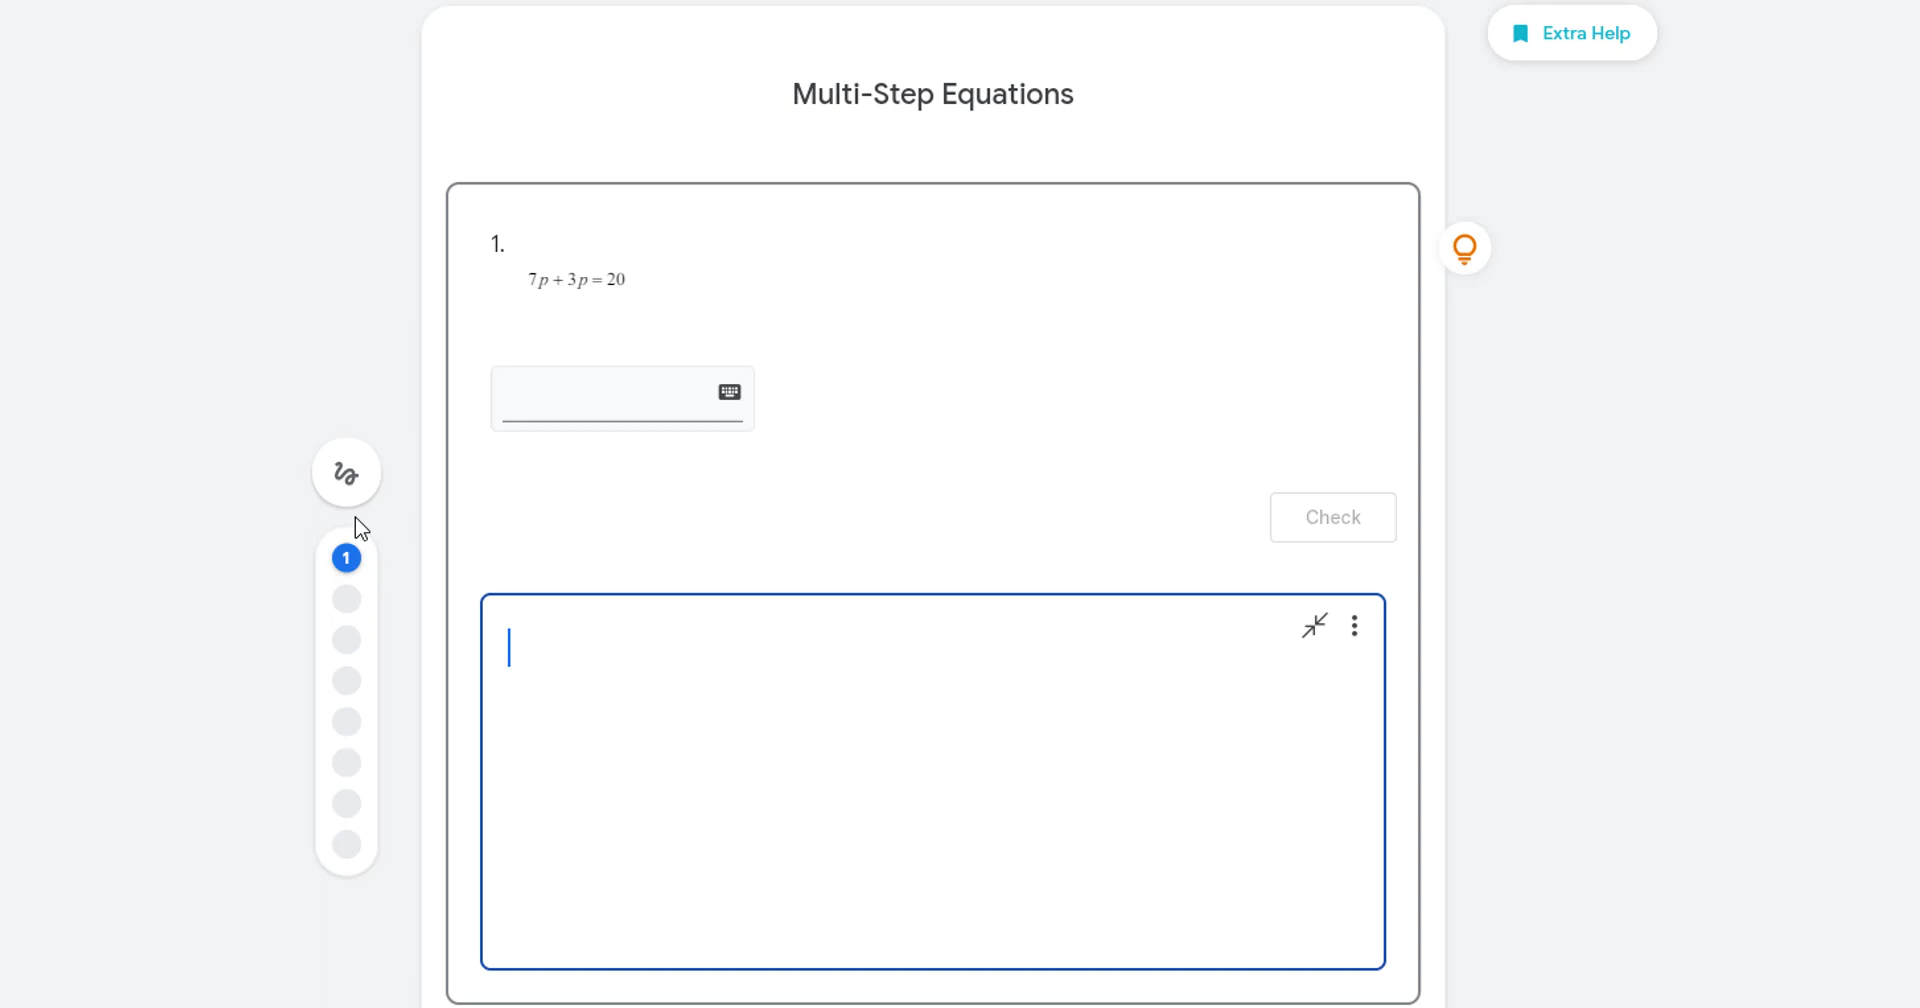 Extra Help
Multi-Step Equations
1.
7p + 3p = 20
Check
1